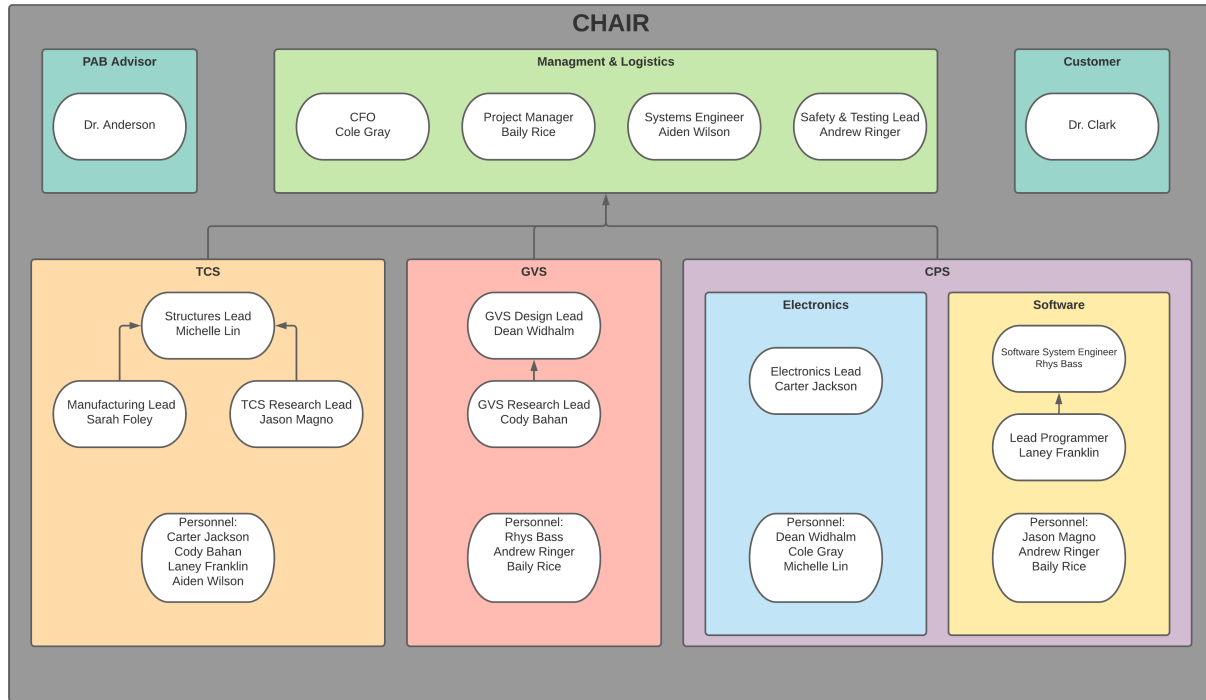 CHAIR
PAB Advisor
Dr. Anderson
Managment & Logistics
CFO
Cole Gray
Project Manager
Baily Rice
Systems Engineer
Aiden Wilson
Safety & Testing Lead
Andrew Ringer
Customer
Dr. Clark
TCS
Structures Lead
Michelle Lin
Manufacturing Lead
Sarah Foley
TCS Research Lead
Jason Magno
Personnel:
Carter Jackson
Cody Bahan
Laney Franklin
Aiden Wilson
GVS
GVS Design Lead
Dean Widhalm
GVS Research Lead
Cody Bahan
Personnel:
Rhys Bass
Andrew Ringer
Baily Rice
CPS
Electronics
Electronics Lead
Carter Jackson
Personnel:
Dean Widhalm
Cole Gray
Michelle Lin
Software
Software System Engineer
Rhys Bass
Lead Programmer
Laney Franklin
Personnel:
Jason Magno
Andrew Ringer
Baily Rice